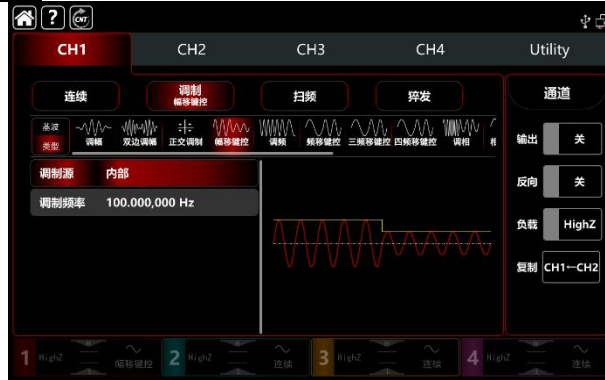 ? CNT
CH1 CH2 CH3 CH4 Utility
连续 调制 扫频 猝发 通道
幅移键控
基波
类型
调幅 双边调幅 正交调制 幅移键控 调频 频移键控 三频移键控 四频移键控 调相
输出 关
调制源 内部
反向 关
调制频率 100.000,000 Hz
负载 HighZ
复制 CH1←CH2
1 HighZ 幅移键控 2 HighZ 连续 3 HighZ 连续 4 HighZ 连续